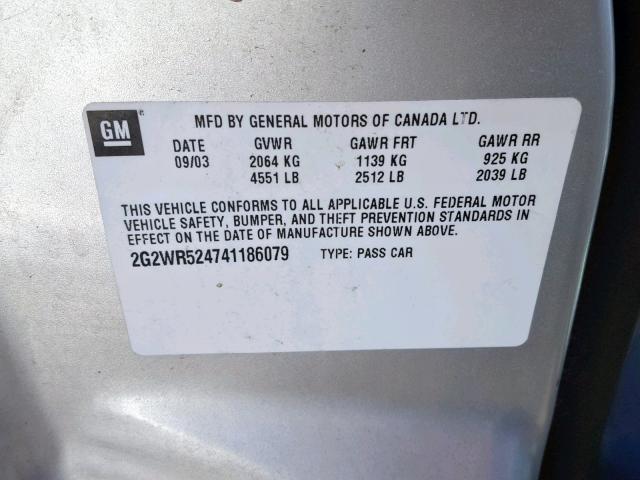 GM
MFD BY GENERAL MOTORS OF CANADA LTD.
DATE GVWR GAWR FRT GAWR RR
09/03 2064 KG 1139 KG 925 KG
4551 LB 2512 LB 2039 LB
THIS VEHICLE CONFORMS TO ALL APPLICABLE U.S. FEDERAL MOTOR
VEHICLE SAFETY, BUMPER, AND THEFT PREVENTION STANDARDS IN
EFFECT ON THE DATE OF MANUFACTURE SHOWN ABOVE.
2G2WR524741186079 TYPE: PASS CAR